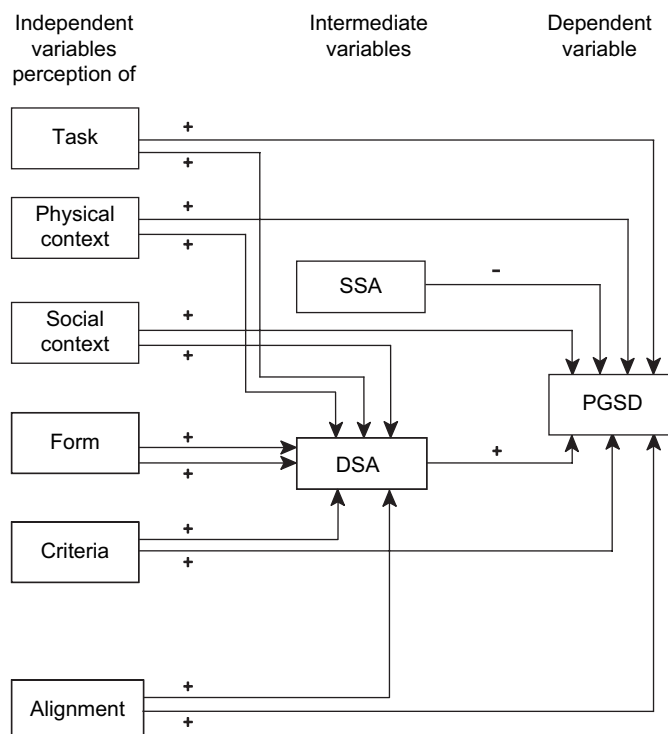 Independent
variables
perception of
Intermediate
variables
Dependent
variable
Task
+
+
Physical
context
+
+
SSA
-
Social
context
+
+
PGSD
Form
+
+
DSA
+
Criteria
+
+
Alignment
+
+